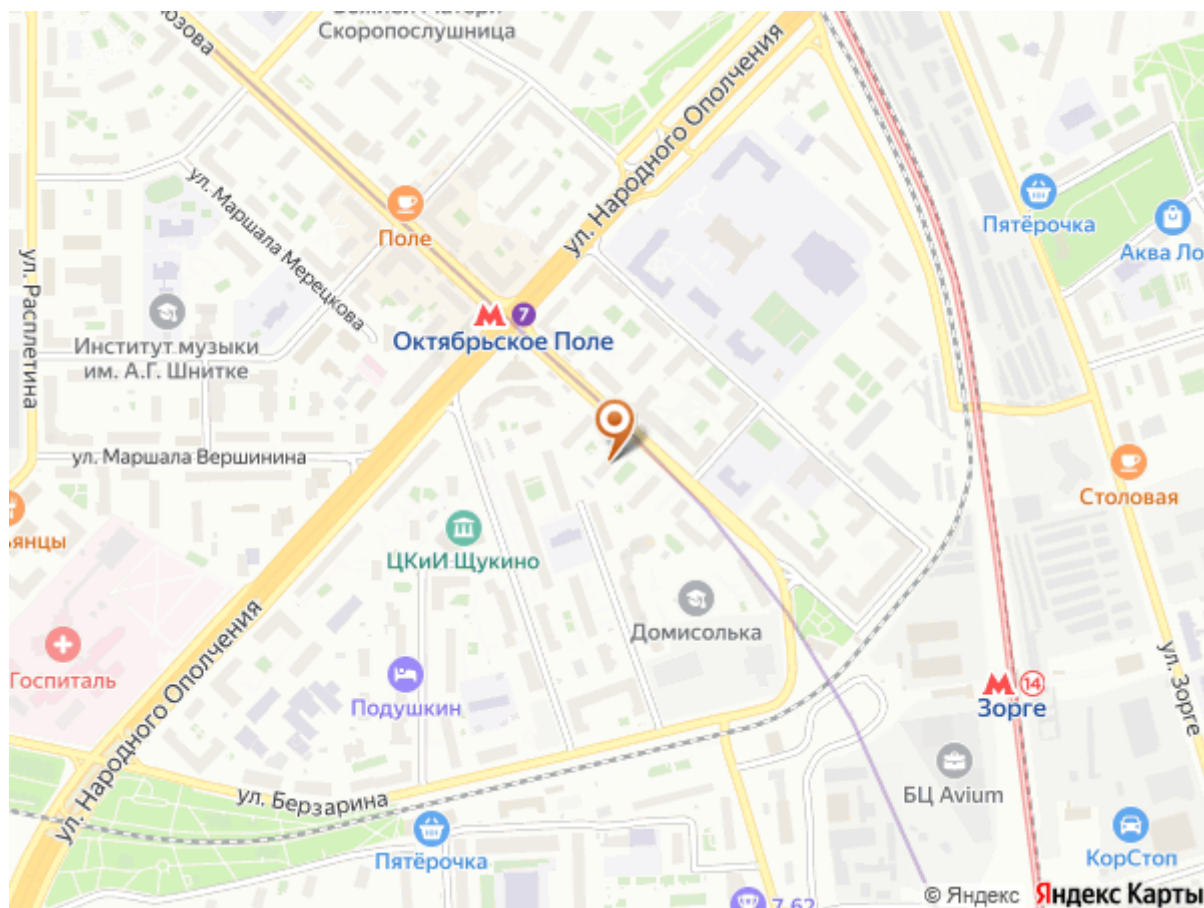 Скоропослушница
ул. Народного Ополчения
ул. Маршала Мерецкова
Поле
Пятёрочка
Аква Ло
ул. Расплетина
7
Октябрьское Поле
Институт музыки
им. А.Г. Шнитке
ул. Маршала Вершинина
Столовая
ЦКиИ Щукино
Домисолька
Госпиталь
ул. Народного Ополчения
Подушкин
14
Зорге
ул. Зорге
ул. Берзарина
БЦ Avium
Пятёрочка
КорСтоп
7.62
© Яндекс Яндекс Карты